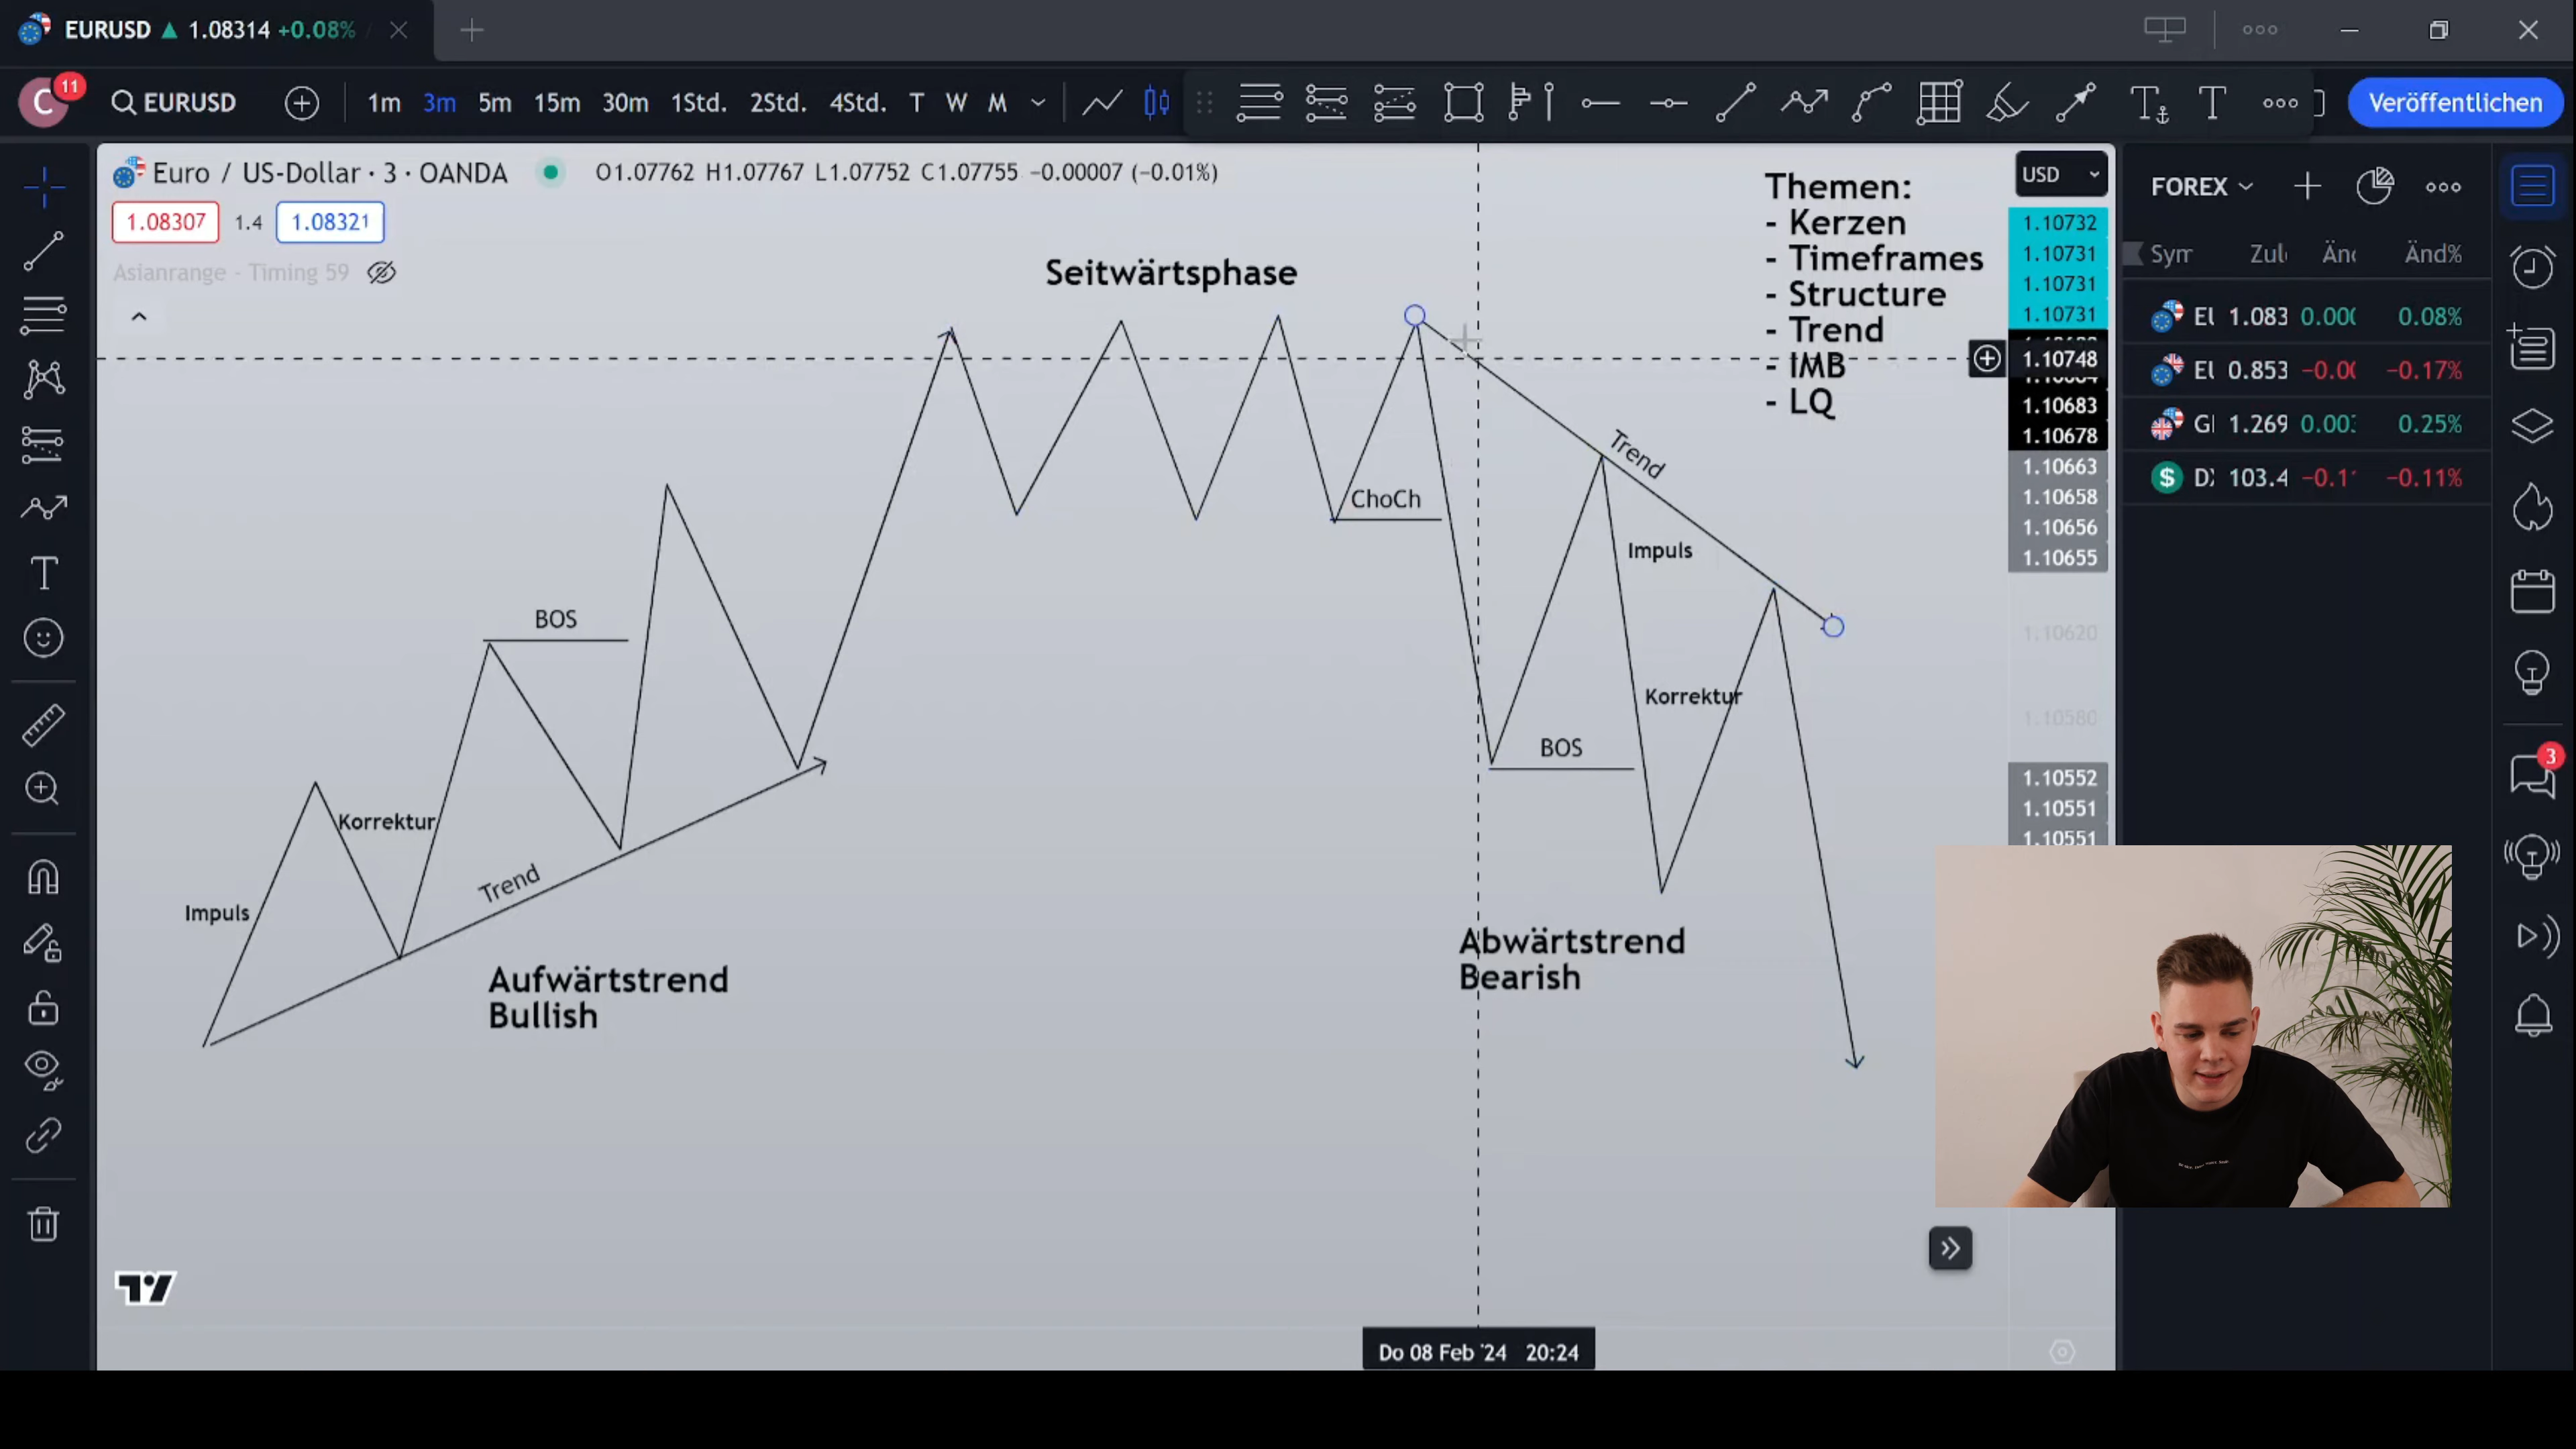 EURUSD ▲ 1.08314 +0.08%
C 11 EURUSD 1m 3m 5m 15m 30m 1Std. 2Std. 4Std. T W M Veröffentlichen
Euro / US-Dollar · 3 · OANDA O1.07762 H1.07767 L1.07752 C1.07755 −0.00007 (−0.01%)
1.08307 1.4 1.08321
Asianrange - Timing 59
Themen:
- Kerzen
- Timeframes
- Structure
- Trend
- IMB
- LQ
Seitwärtsphase
ChoCh
Trend
Impuls
BOS
Korrektur
BOS
Korrektur
Trend
Impuls
Abwärtstrend
Bearish
Aufwärtstrend
Bullish
USD
1.10732
1.10731
1.10731
1.10731
1.10748
1.10683
1.10678
1.10663
1.10658
1.10656
1.10655
1.10620
1.10580
1.10552
1.10551
1.10551
FOREX
Änd%
1.083 0.08%
0.853 −0.17%
1.269 0.25%
103.4 −0.11%
3
Do 08 Feb '24 20:24